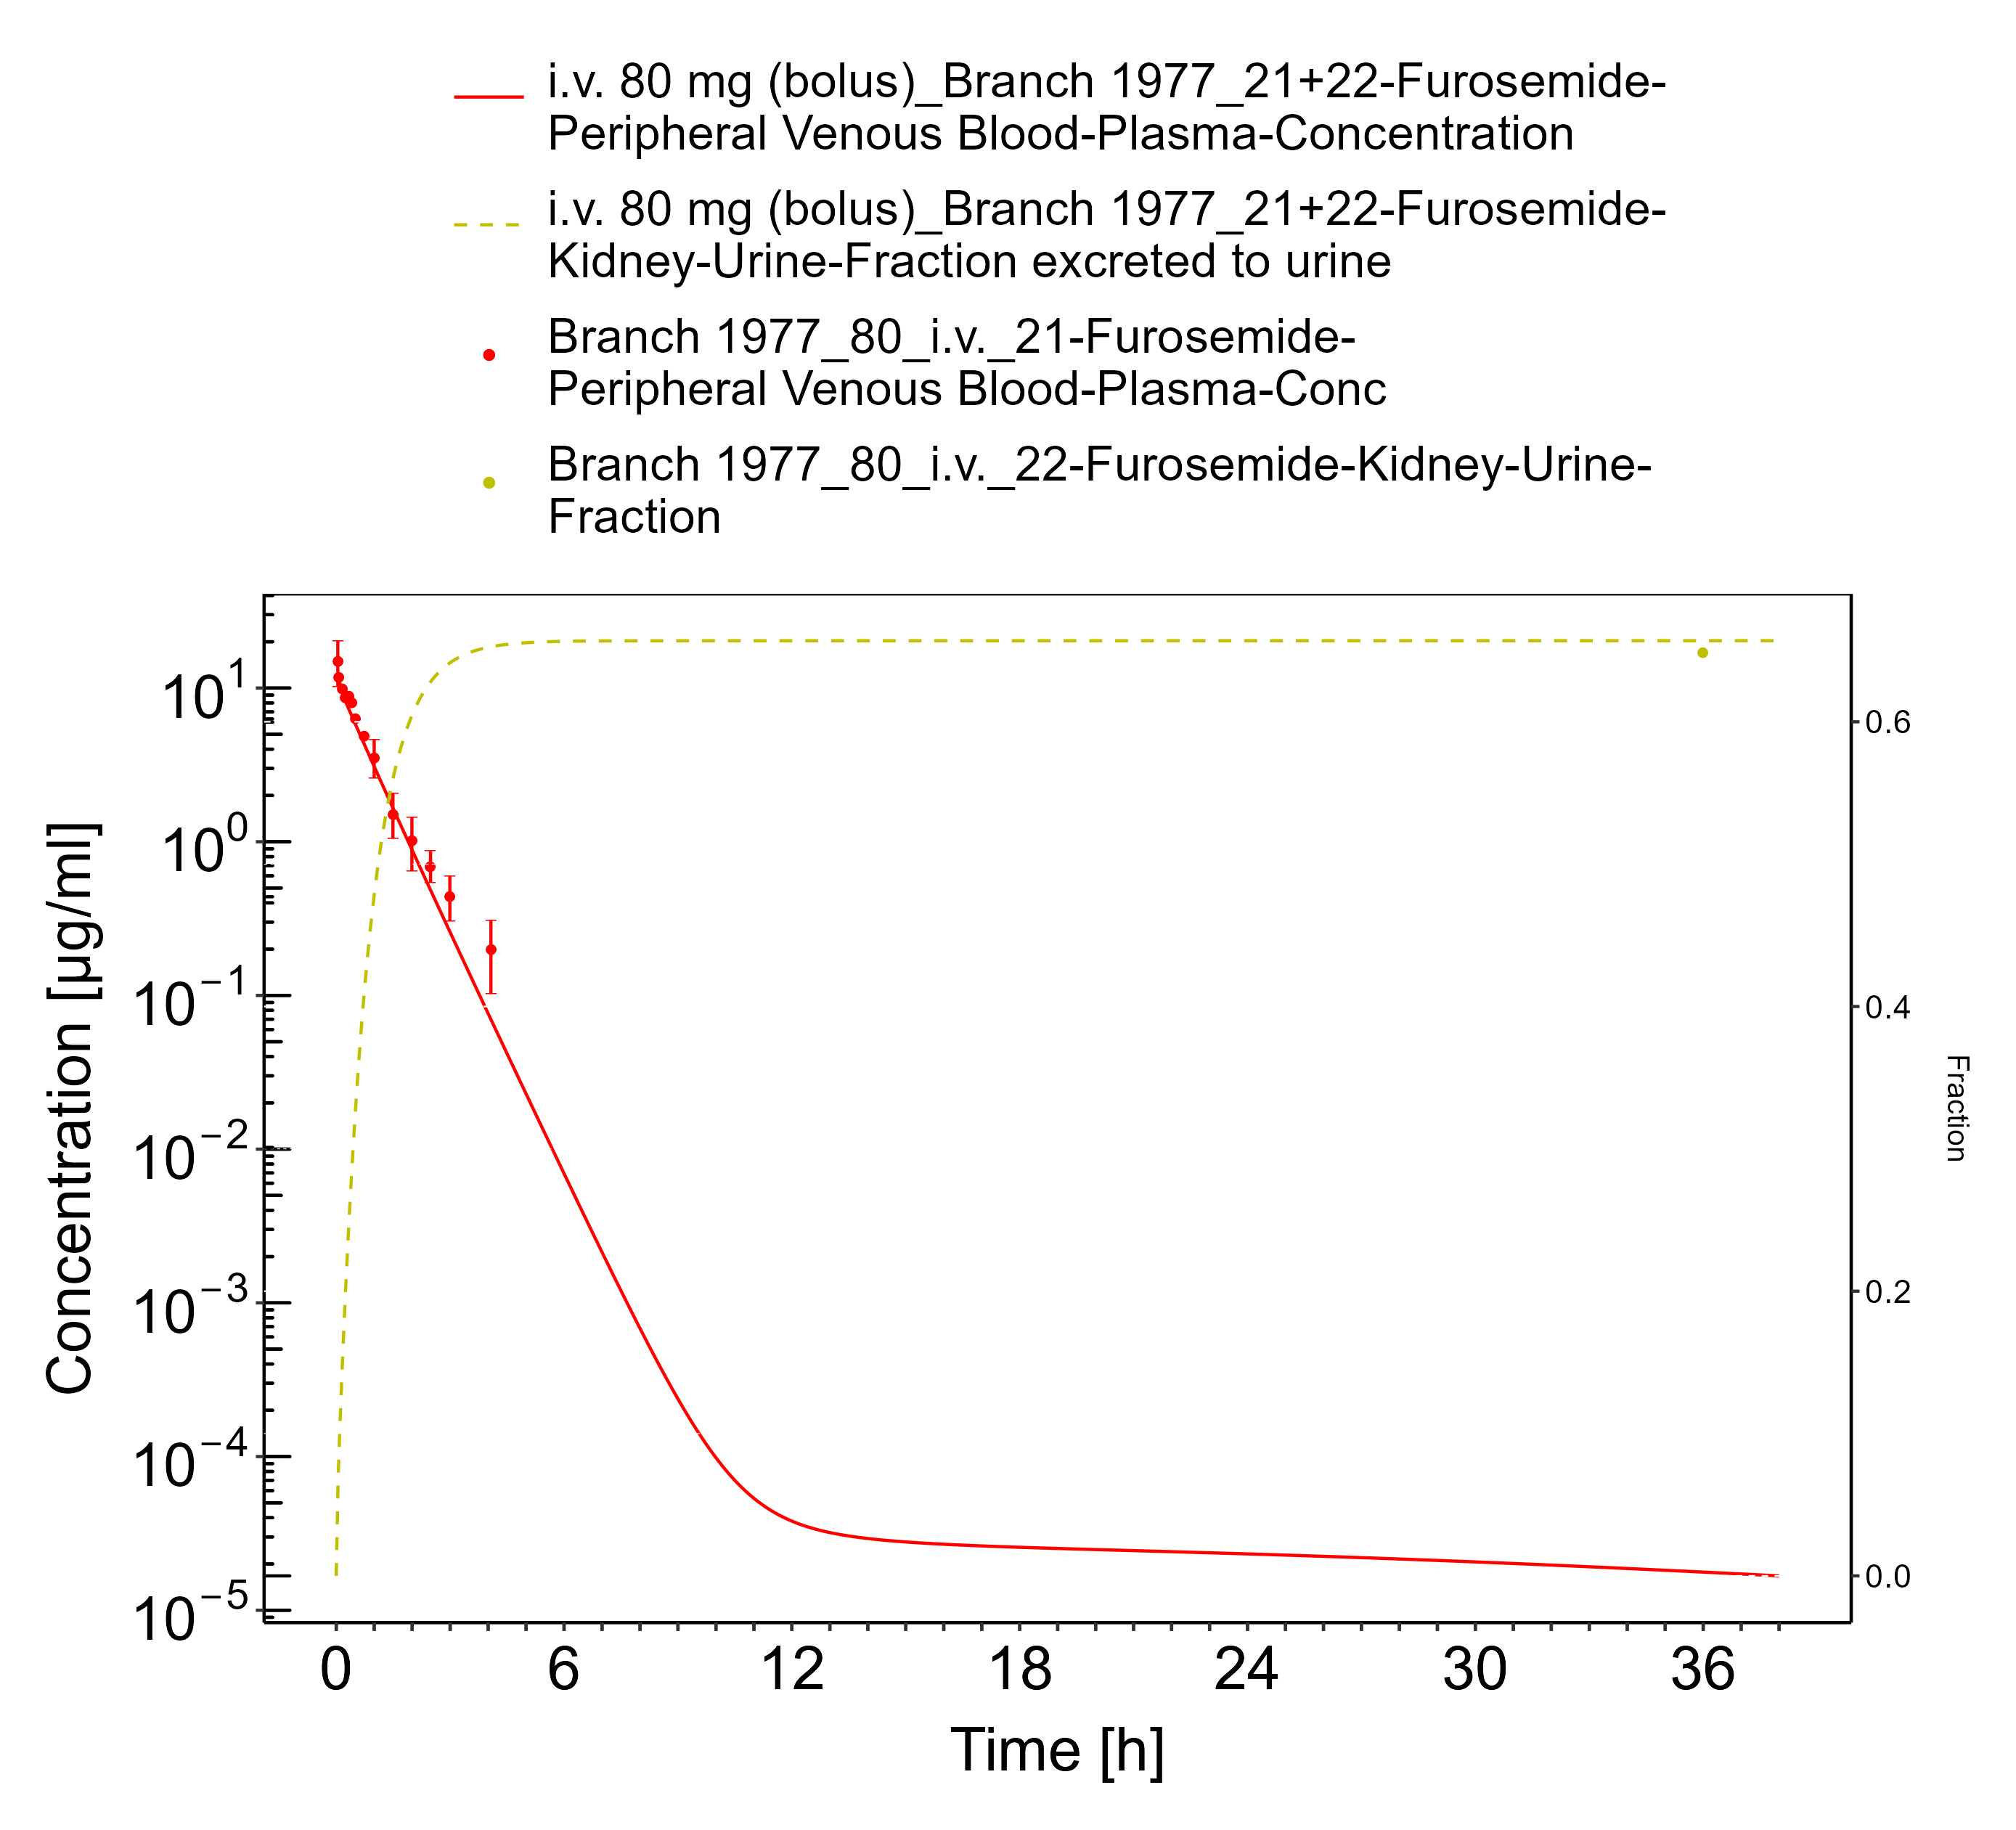 i.v. 80 mg (bolus)_Branch 1977_21+22-Furosemide-
Peripheral Venous Blood-Plasma-Concentration
i.v. 80 mg (bolus)_Branch 1977_21+22-Furosemide-
Kidney-Urine-Fraction excreted to urine
Branch 1977_80_i.v._21-Furosemide-
Peripheral Venous Blood-Plasma-Conc
Branch 1977_80_i.v._22-Furosemide-Kidney-Urine-
Fraction
10^1
10^0
10^−1
10^−2
10^−3
10^−4
10^−5
Concentration [µg/ml]
0.6
0.4
0.2
0.0
Fraction
0 6 12 18 24 30 36
Time [h]